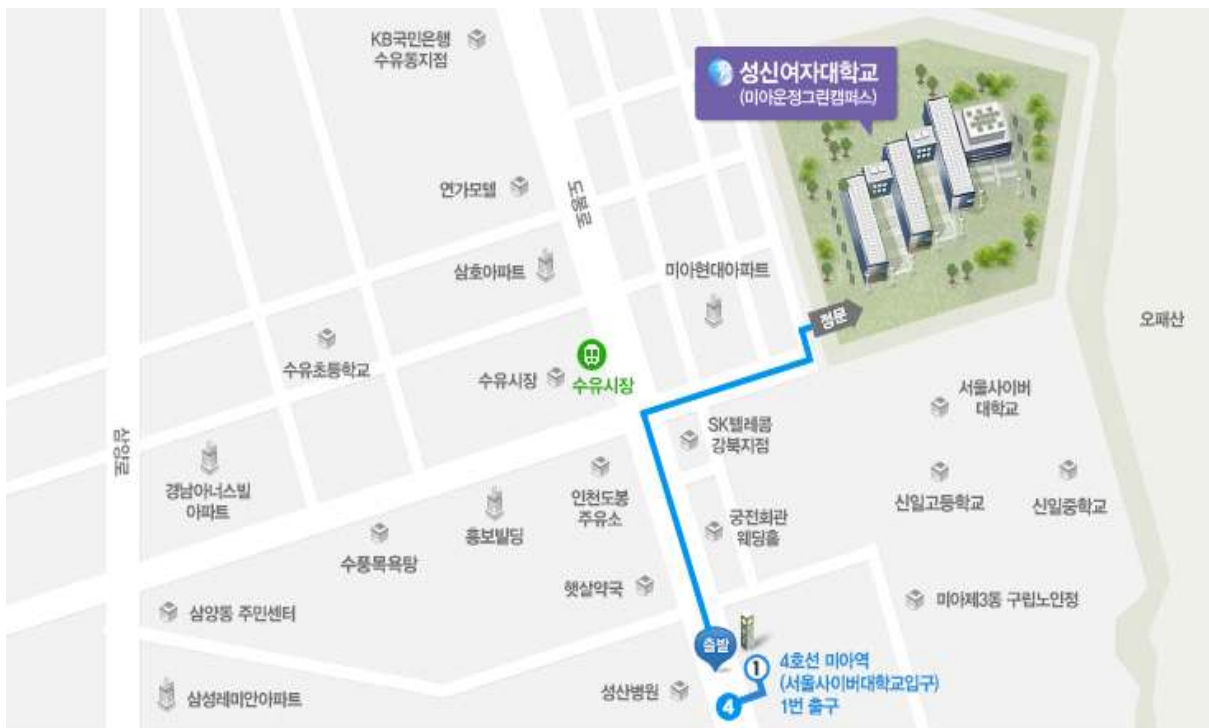 KB국민은행
수유동지점
성신여자대학교
(미아운정그린캠퍼스)
연가모텔
도봉로
삼호아파트
미아현대아파트
정문
오패산
수유초등학교
수유시장
수유시장
서울사이버
대학교
SK텔레콤
강북지점
삼양로
경남아너스빌
아파트
인천도봉
주유소
홍보빌딩
신일고등학교
신일중학교
궁전회관
웨딩홀
수풍목욕탕
햇살약국
미아제3동 구립노인정
삼양동 주민센터
출발
1
4호선 미아역
(서울사이버대학교입구)
1번 출구
4
성산병원
삼성래미안아파트